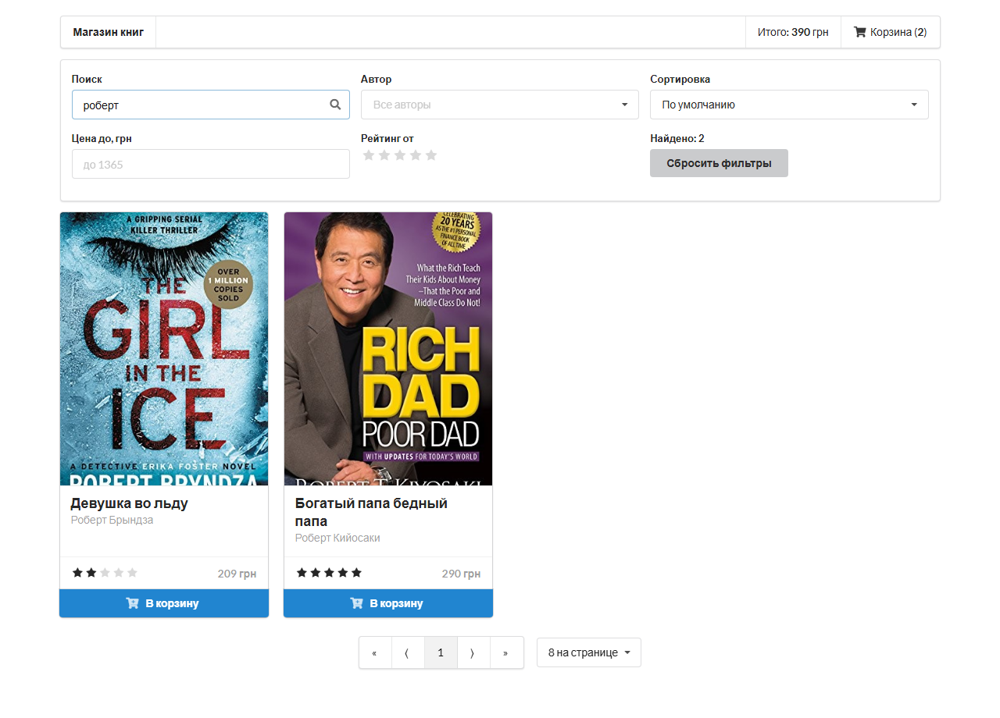 Магазин книг
Итого: 390 грн
Корзина (2)
Поиск
Автор
Сортировка
роберт
Все авторы
По умолчанию
Цена до, грн
Рейтинг от
Найдено: 2
до 1365
Сбросить фильтры
A GRIPPING SERIAL
KILLER THRILLER
OVER
1 MILLION
COPIES
SOLD
THE
GIRL
IN THE
ICE
A DETECTIVE ERIKA FOSTER NOVEL
ROBERT BRYNDZA
Девушка во льду
Роберт Брындза
209 грн
В корзину
CELEBRATING
20 YEARS
AS THE #1 PERSONAL
FINANCE BOOK
OF ALL TIME
What the Rich Teach
Their Kids About Money
–That the Poor and
Middle Class Do Not!
RICH
DAD
POOR DAD
WITH UPDATES FOR TODAY'S WORLD
ROBERT T. KIYOSAKI
Богатый папа бедный
папа
Роберт Кийосаки
290 грн
В корзину
« ⟨ 1 ⟩ »
8 на странице